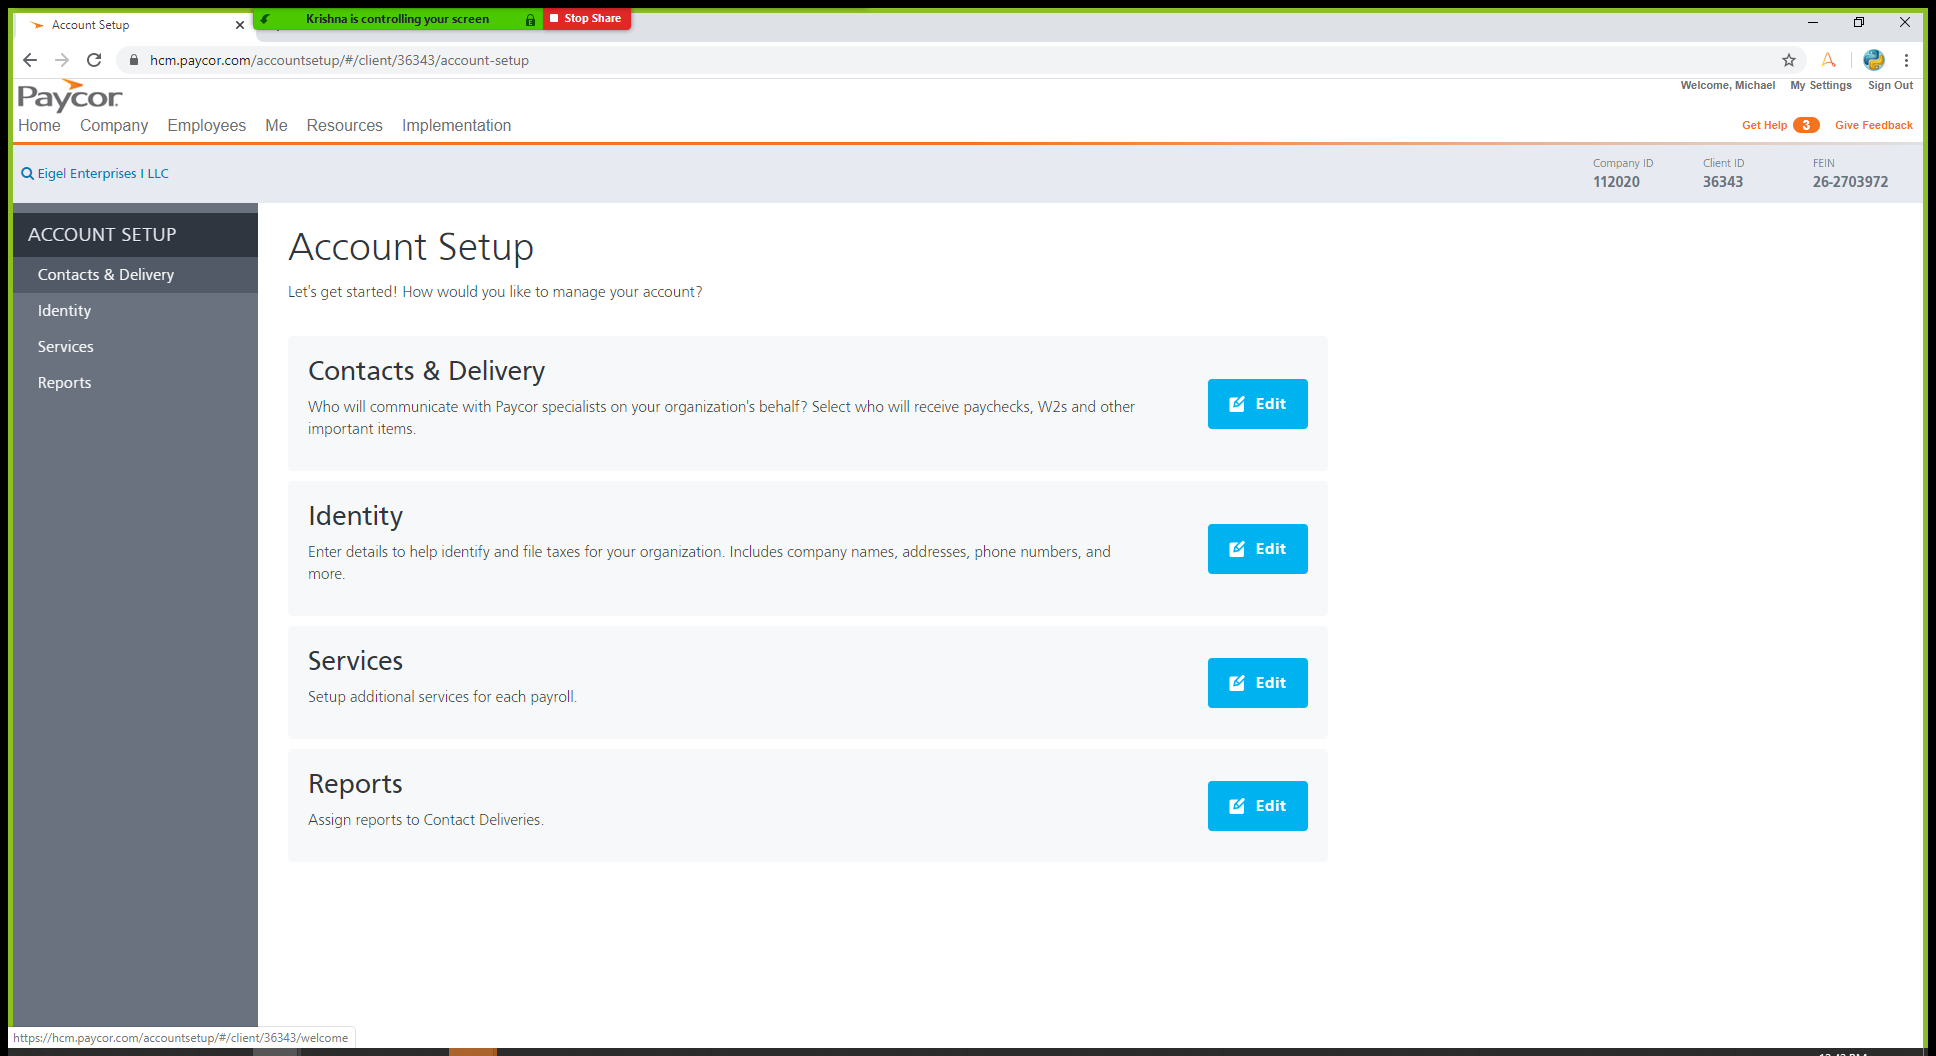 Account Setup
Krishna is controlling your screen
Stop Share
hcm.paycor.com/accountsetup/#/client/36343/account-setup
Paycor
Welcome, Michael My Settings Sign Out
Home Company Employees Me Resources Implementation
Get Help 3 Give Feedback
Eigel Enterprises I LLC
Company ID Client ID FEIN
112020 36343 26-2703972
ACCOUNT SETUP
Contacts & Delivery
Identity
Services
Reports
Account Setup
Let's get started! How would you like to manage your account?
Contacts & Delivery
Who will communicate with Paycor specialists on your organization's behalf? Select who will receive paychecks, W2s and other
important items.
Edit
Identity
Enter details to help identify and file taxes for your organization. Includes company names, addresses, phone numbers, and
more.
Edit
Services
Setup additional services for each payroll.
Edit
Reports
Assign reports to Contact Deliveries.
Edit
https://hcm.paycor.com/accountsetup/#/client/36343/welcome